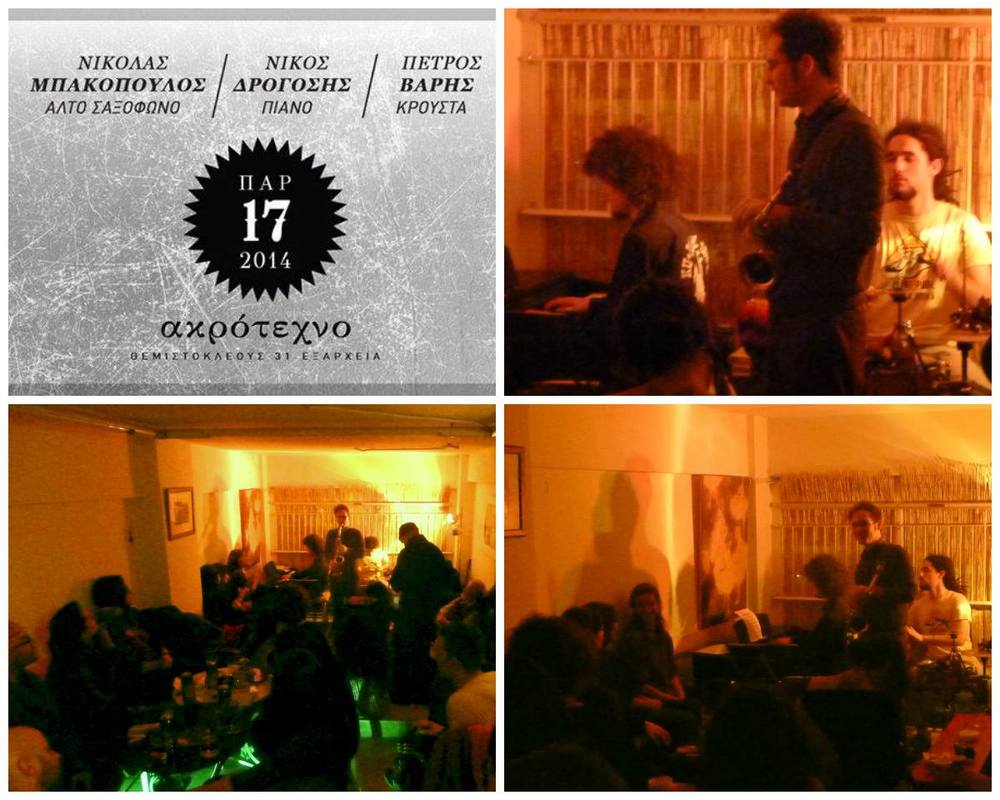 ΝΙΚΟΛΑΣ
ΜΠΑΚΟΠΟΥΛΟΣ
ΑΛΤΟ ΣΑΞΟΦΩΝΟ
ΝΙΚΟΣ
ΔΡΟΓΟΣΗΣ
ΠΙΑΝΟ
ΠΕΤΡΟΣ
ΒΑΡΗΣ
ΚΡΟΥΣΤΑ
ΠΑΡ
17
2014
ακρότεχνο
ΘΕΜΙΣΤΟΚΛΕΟΥΣ 31 ΕΞΑΡΧΕΙΑ